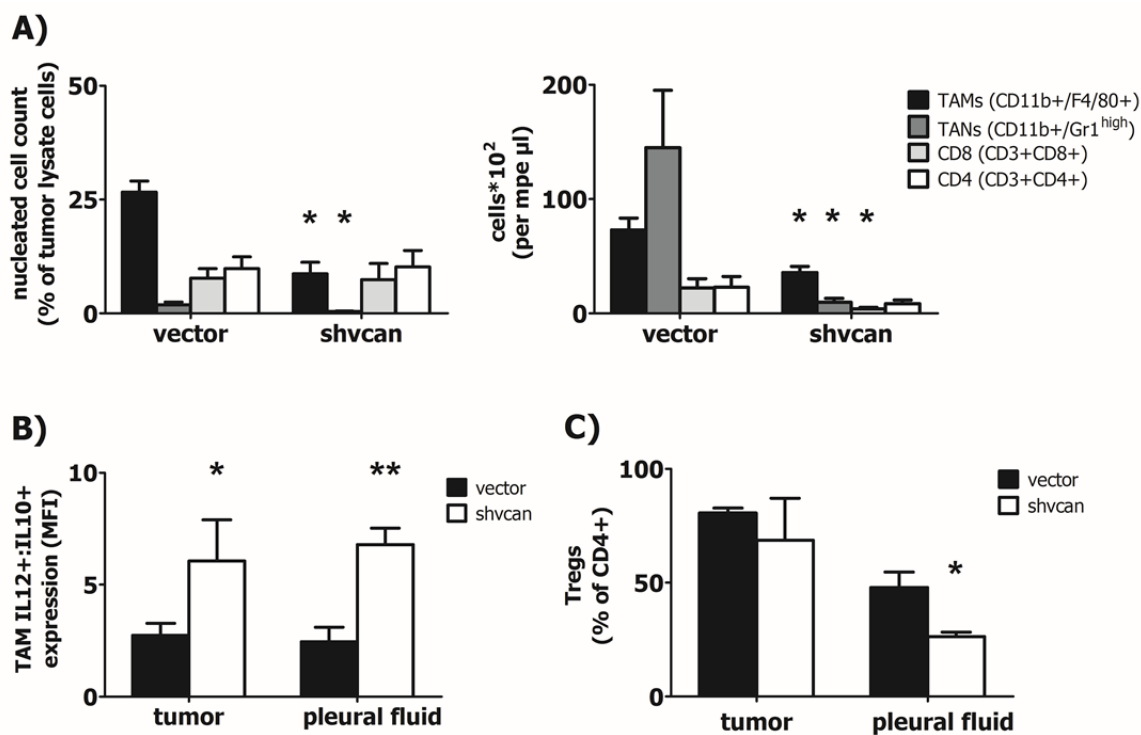 A)
nucleated cell count
(% of tumor lysate cells)
50
25
0
* *
vector shvcan
cells*10²
(per mpe μl)
200
100
0
* * *
vector shvcan
TAMs (CD11b+/F4/80+)
TANs (CD11b+/Gr1ʰⁱᵍʰ)
CD8 (CD3+CD8+)
CD4 (CD3+CD4+)
B)
TAM IL12+:IL10+
expression (MFI)
10
5
0
* **
tumor pleural fluid
vector
shvcan
C)
Tregs
(% of CD4+)
100
50
0
*
tumor pleural fluid
vector
shvcan